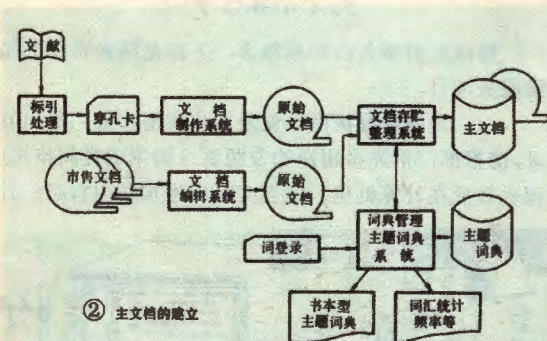 文献
标引
处理
穿孔卡
文档
制作系统
原始
文档
文档存贮
整理系统
主文档
市售文档
文档
编辑系统
原始
文档
词典管理
主题词典
系统
主题
词典
词登录
书本型
主题词典
词汇统计
频率等
② 主文档的建立